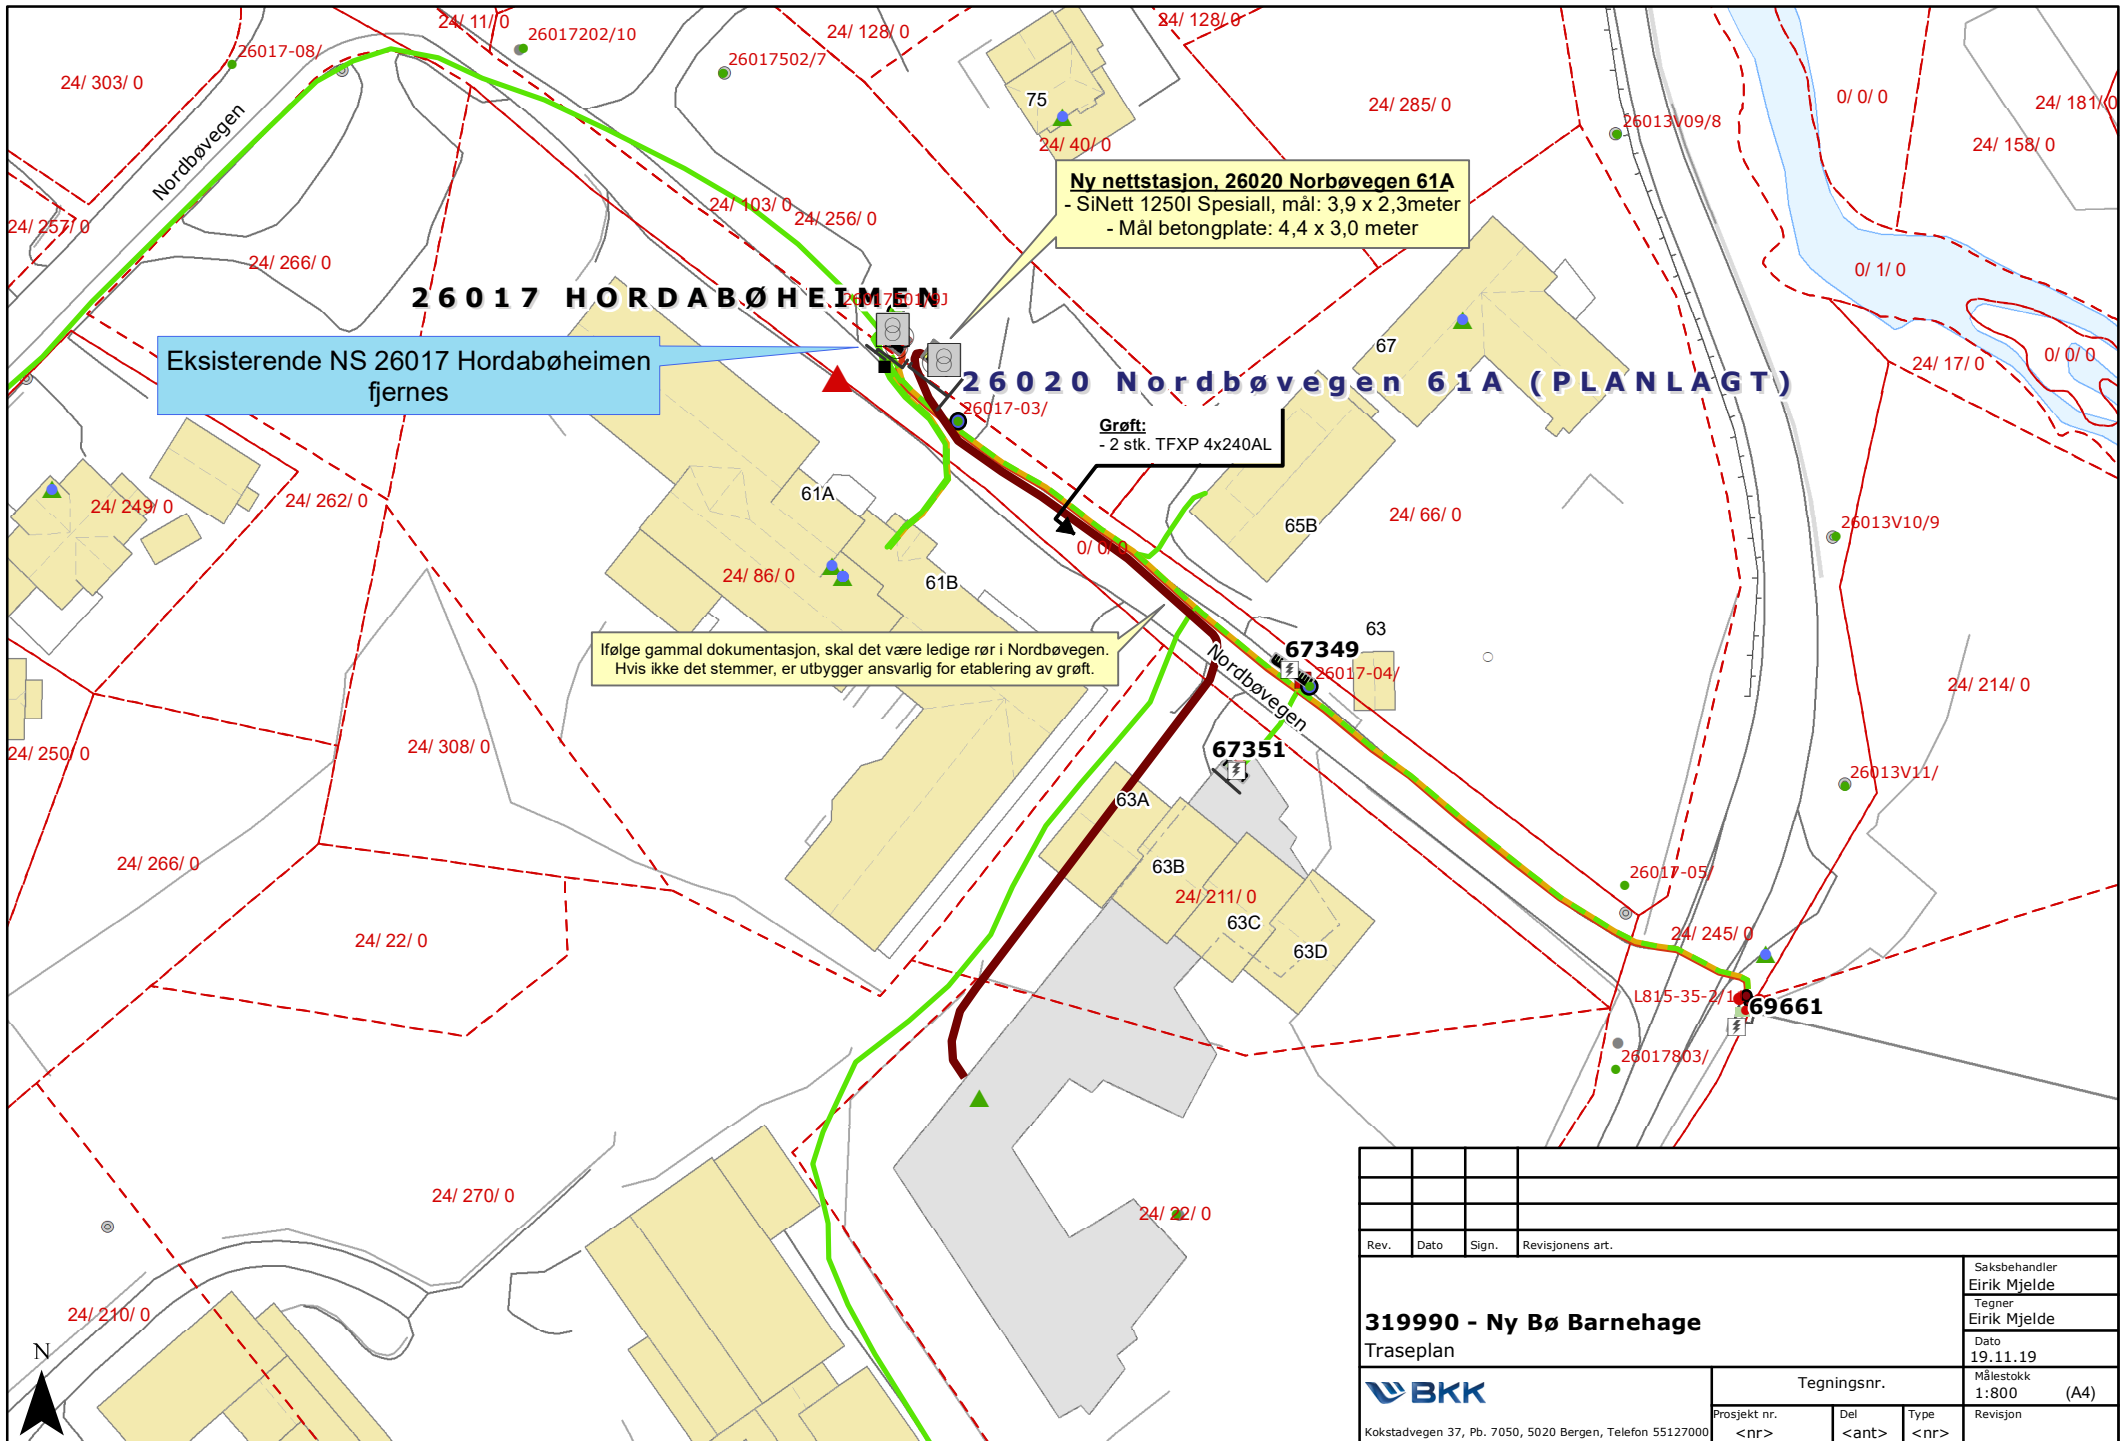 24/ 11/ 0
26017202/10
24/ 128/ 0
24/ 128/ 0
26017-08/
26017502/7
24/ 303/ 0
75
24/ 285/ 0
0/ 0/ 0
24/ 181/ 0
26013V09/8
24/ 158/ 0
24/ 40/ 0
Nordbøvegen
Ny nettstasjon, 26020 Norbøvegen 61A
- SiNett 1250I Spesiall, mål: 3,9 x 2,3meter
- Mål betongplate: 4,4 x 3,0 meter
24/ 257/ 0
24/ 103/ 0
24/ 256/ 0
24/ 266/ 0
0/ 1/ 0
26017 HORDABØHEIMEN
Eksisterende NS 26017 Hordabøheimen
fjernes
67
24/ 17/ 0
0/ 0/ 0
26020 Nordbøvegen 61A (PLANLAGT)
26017-03/
Grøft:
- 2 stk. TFXP 4x240AL
24/ 249/ 0
24/ 262/ 0
61A
65B
24/ 66/ 0
26013V10/9
0/ 0/ 0
24/ 86/ 0
61B
Ifølge gammal dokumentasjon, skal det være ledige rør i Nordbøvegen.
Hvis ikke det stemmer, er utbygger ansvarlig for etablering av grøft.
63
67349
26017-04/
Nordbøvegen
24/ 214/ 0
24/ 250/ 0
24/ 308/ 0
67351
26013V11/
63A
24/ 266/ 0
63B
26017-05/
24/ 211/ 0
63C
24/ 22/ 0
63D
24/ 245/ 0
L815-35-2/1
69661
26017803/
24/ 270/ 0
24/ 22/ 0
24/ 210/ 0
N
Rev.
Dato
Sign.
Revisjonens art.
Saksbehandler
Eirik Mjelde
Tegner
Eirik Mjelde
319990 - Ny Bø Barnehage
Traseplan
Dato
19.11.19
BKK
Tegningsnr.
Målestokk
1:800 (A4)
Kokstadvegen 37, Pb. 7050, 5020 Bergen, Telefon 55127000
Prosjekt nr.
<nr>
Del
<ant>
Type
<nr>
Revisjon